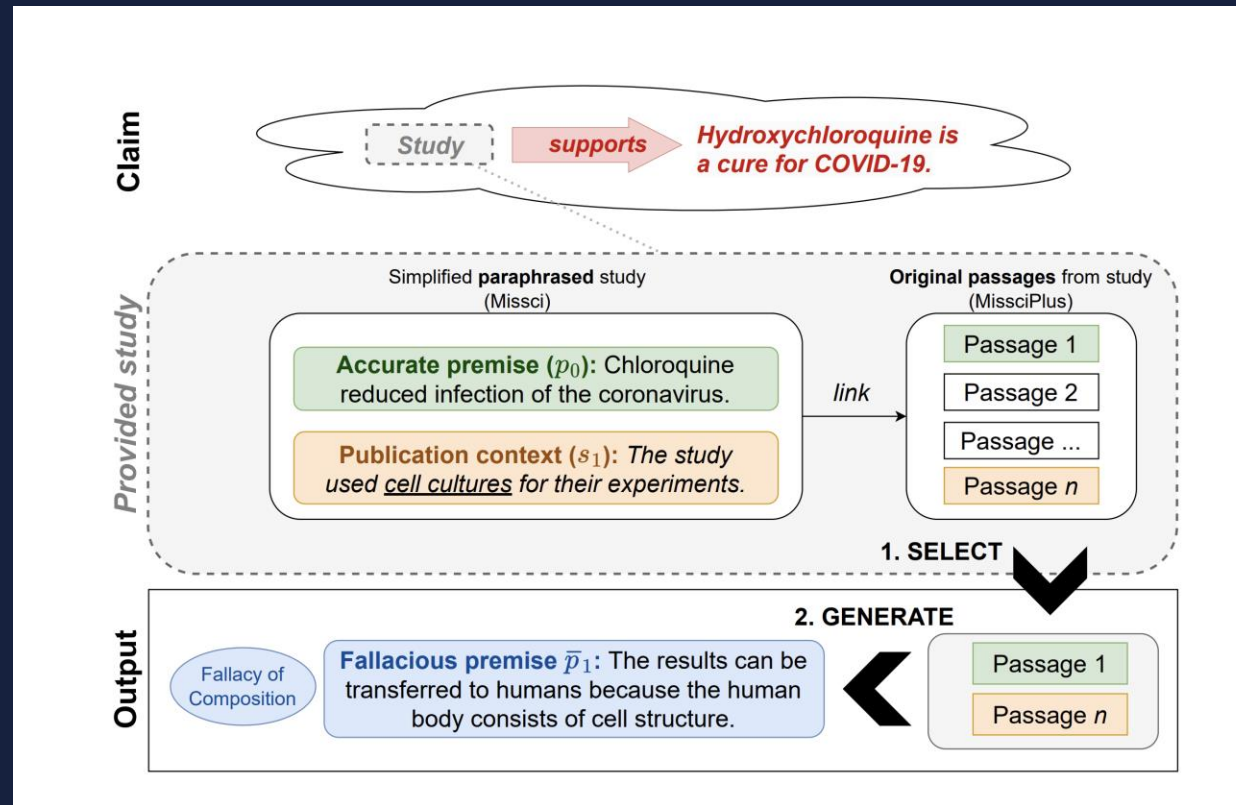 Claim
Study
supports
Hydroxychloroquine is
a cure for COVID-19.
Provided study
Simplified paraphrased study
(Missci)
Accurate premise (p₀): Chloroquine
reduced infection of the coronavirus.
Publication context (s₁): The study
used cell cultures for their experiments.
link
Original passages from study
(MissciPlus)
Passage 1
Passage 2
Passage ...
Passage n
1. SELECT
Output
2. GENERATE
Fallacy of
Composition
Fallacious premise p̅₁: The results can be
transferred to humans because the human
body consists of cell structure.
Passage 1
Passage n